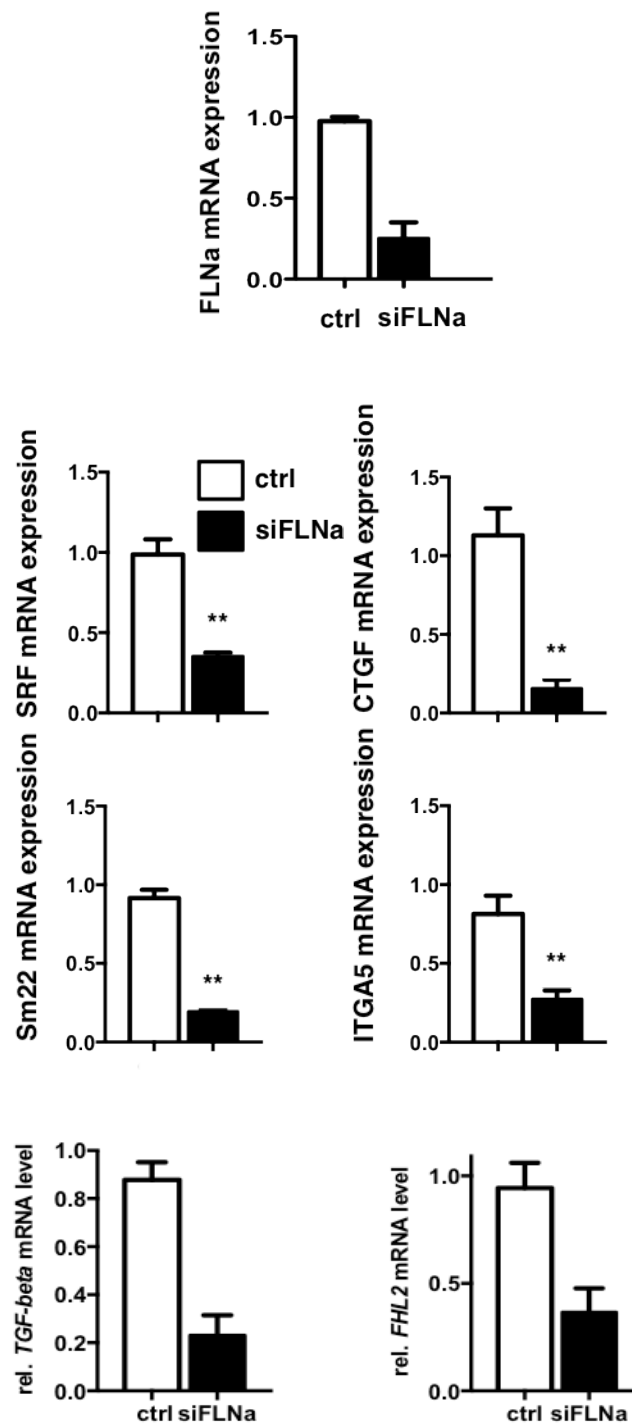 FLNa mRNA expression
1.5
1.0
0.5
0.0
ctrl siFLNa
SRF mRNA expression
1.5
1.0
0.5
0.0
**
ctrl
siFLNa
CTGF mRNA expression
1.5
1.0
0.5
0.0
**
Sm22 mRNA expression
1.5
1.0
0.5
0.0
**
ITGA5 mRNA expression
1.5
1.0
0.5
0.0
**
rel. TGF-beta mRNA level
1.0
0.8
0.6
0.4
0.2
0.0
ctrl siFLNa
rel. FHL2 mRNA level
1.0
0.5
0.0
ctrl siFLNa